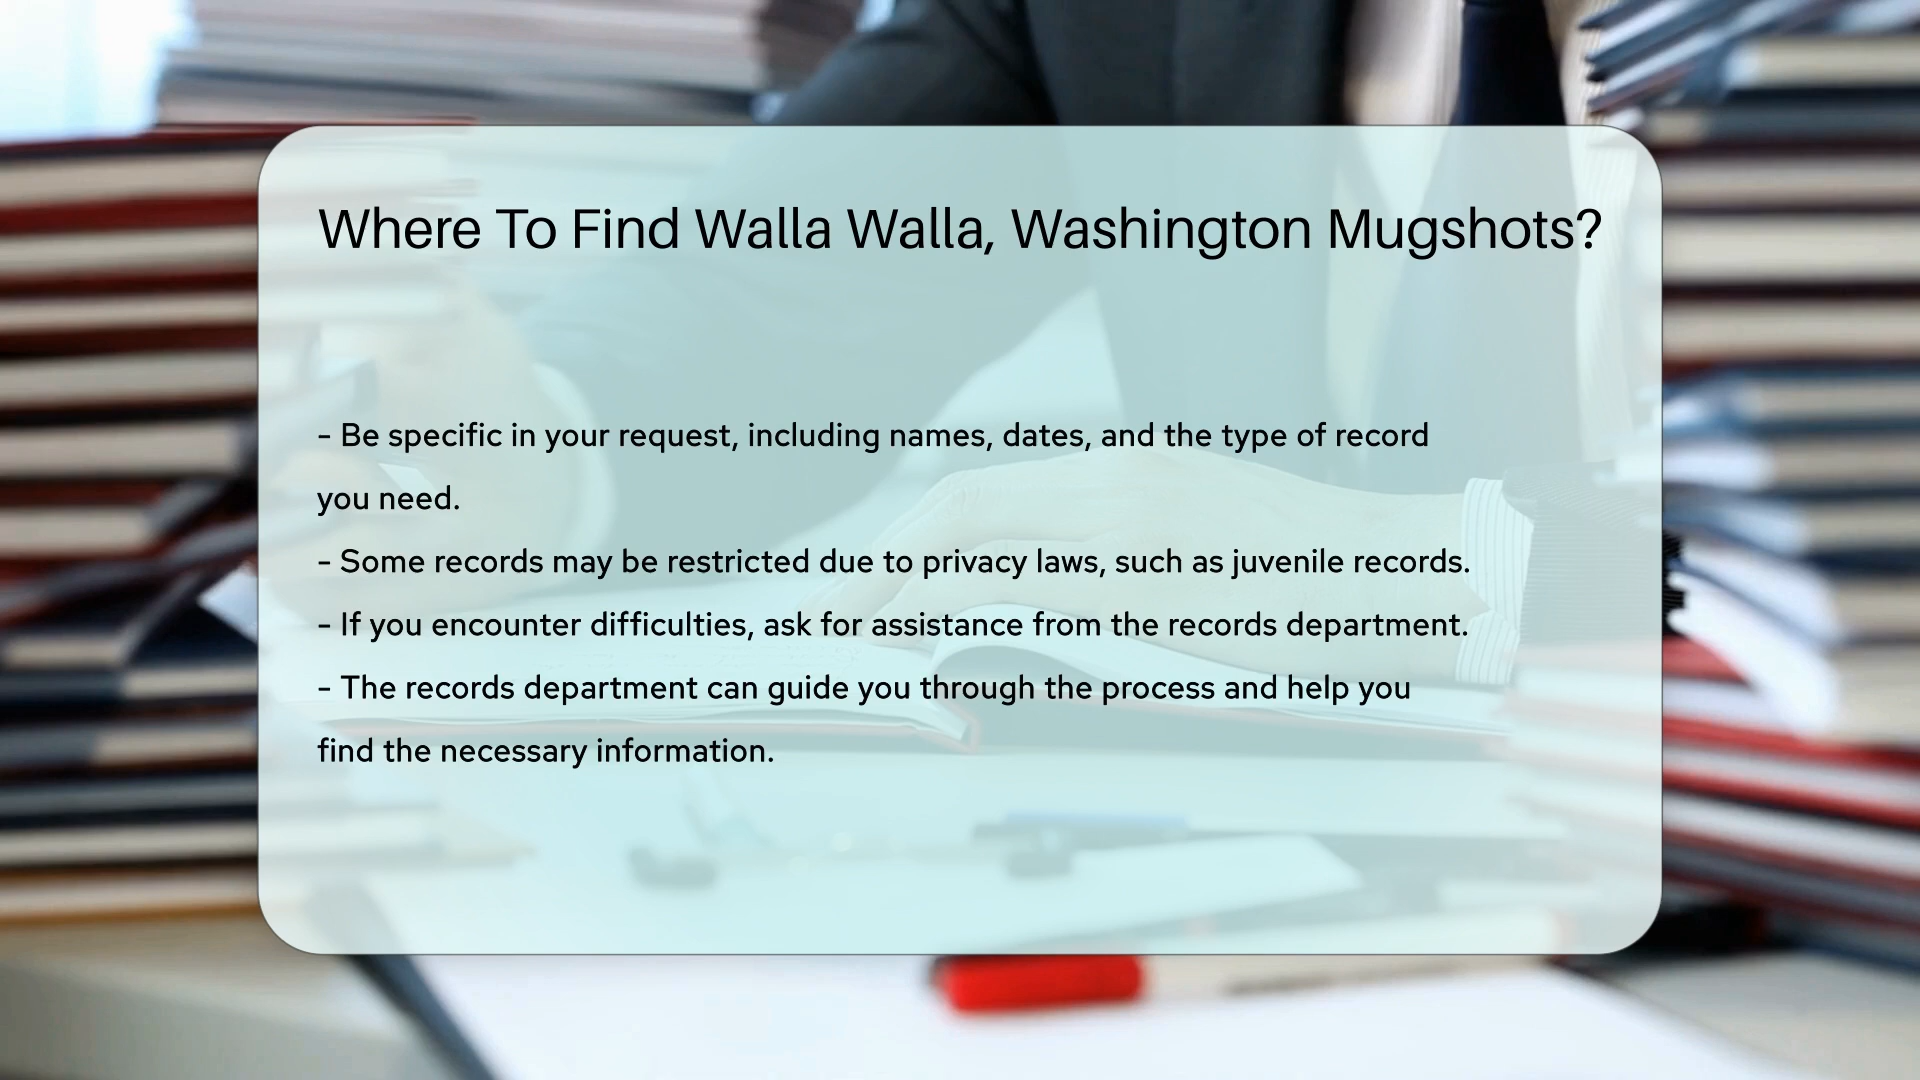 Where To Find Walla Walla, Washington Mugshots?
- Be specific in your request, including names, dates, and the type of record
you need.
- Some records may be restricted due to privacy laws, such as juvenile records.
- If you encounter difficulties, ask for assistance from the records department.
- The records department can guide you through the process and help you
find the necessary information.